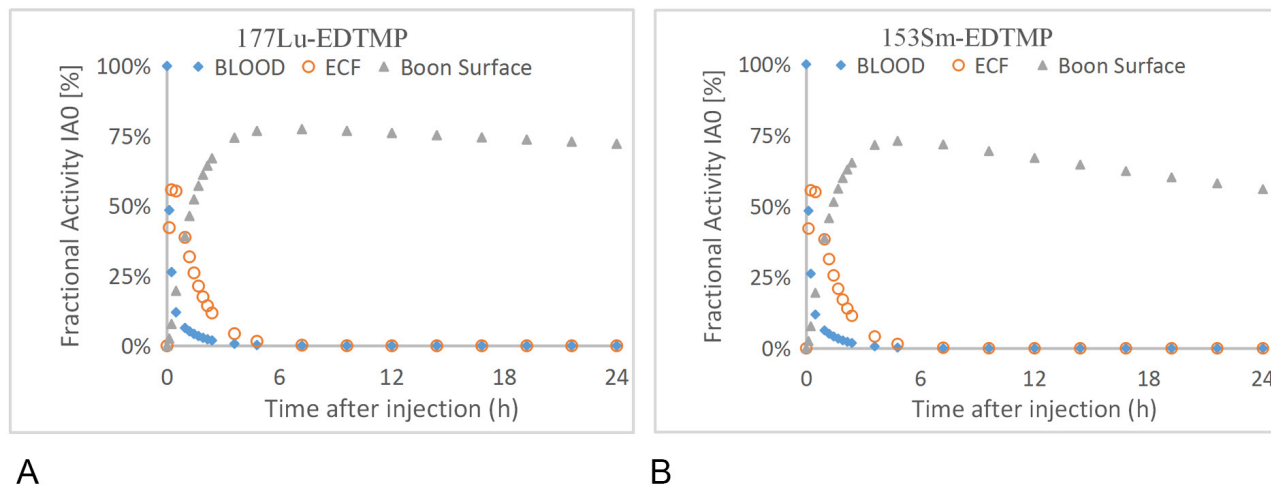 177Lu-EDTMP
BLOOD ECF Boon Surface
100%
75%
50%
25%
0%
Fractional Activity IA0 [%]
0 6 12 18 24
Time after injection (h)
A
153Sm-EDTMP
BLOOD ECF Boon Surface
100%
75%
50%
25%
0%
Fractional Activity IA0 [%]
0 6 12 18 24
Time after injection (h)
B